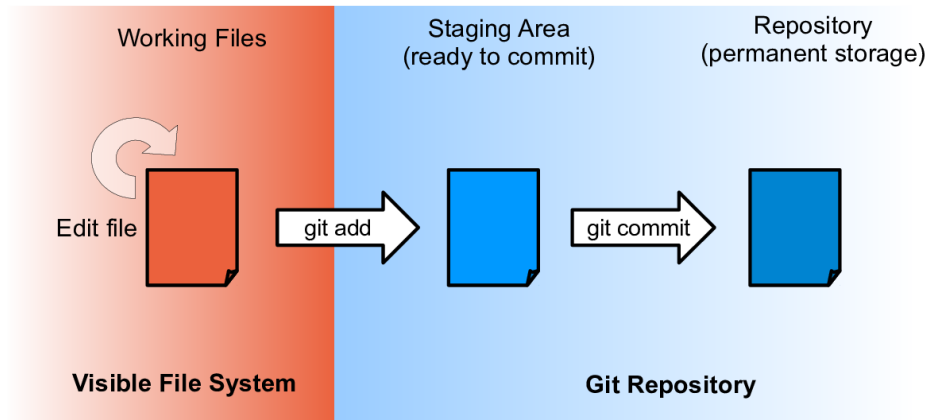 Working Files
Staging Area
(ready to commit)
Repository
(permanent storage)
Edit file
git add
git commit
Visible File System
Git Repository